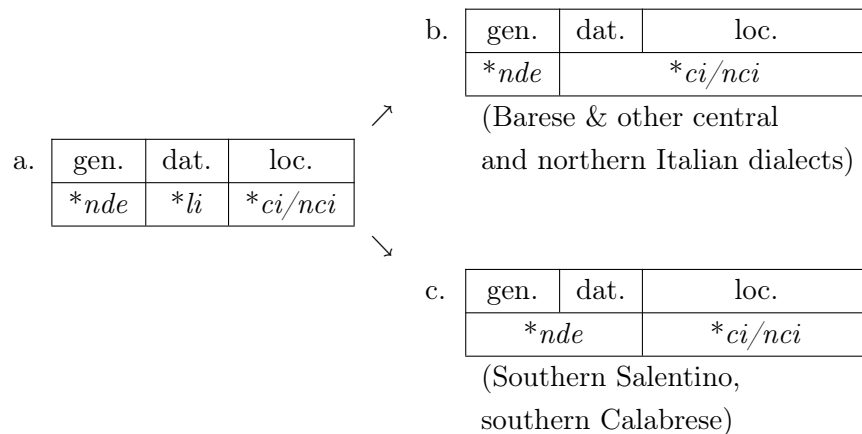 b. gen. dat. loc.
*nde *ci/nci
(Barese & other central
and northern Italian dialects)
↗
a. gen. dat. loc.
*nde *li *ci/nci
↘
c. gen. dat. loc.
*nde *ci/nci
(Southern Salentino,
southern Calabrese)